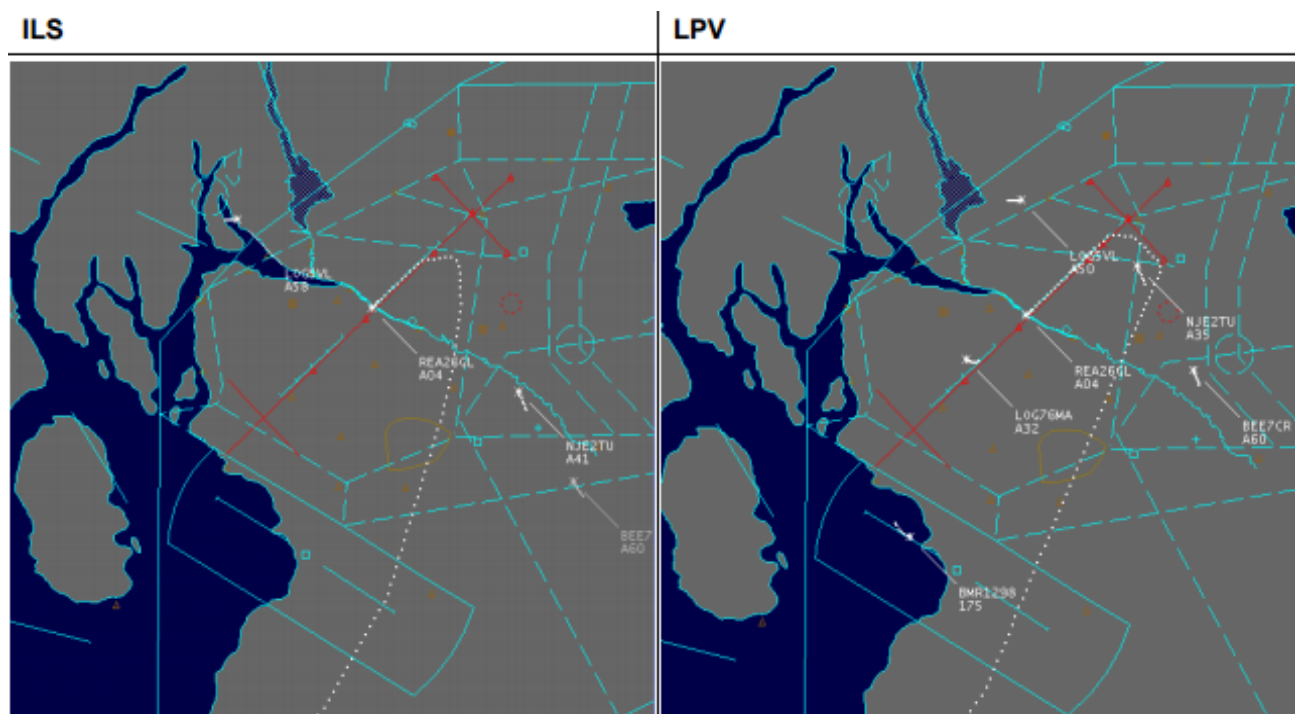 ILS
LPV
LOG5VL
A58
REA26GL
A04
NJE2TU
A41
BEE7
A60
LOG5VL
A50
NJE2TU
A35
REA26GL
A04
LOG76MA
A32
BEE7CR
A60
BMR1298
175